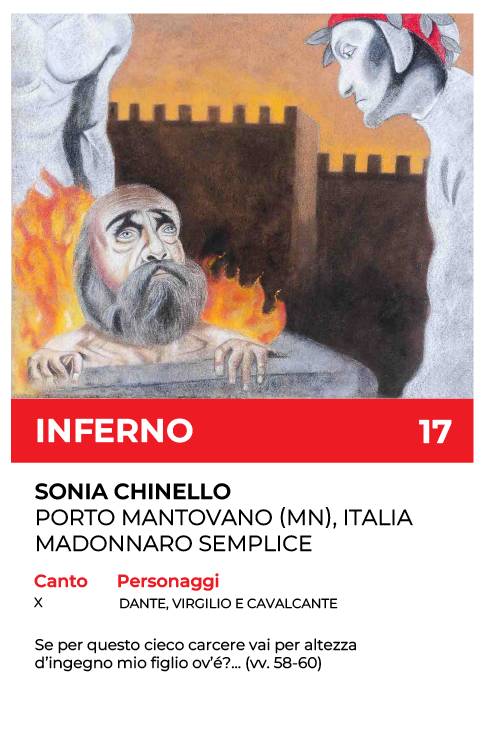 INFERNO 17
SONIA CHINELLO
PORTO MANTOVANO (MN), ITALIA
MADONNARO SEMPLICE
Canto Personaggi
X DANTE, VIRGILIO E CAVALCANTE
Se per questo cieco carcere vai per altezza
d'ingegno mio figlio ov'é?... (vv. 58-60)